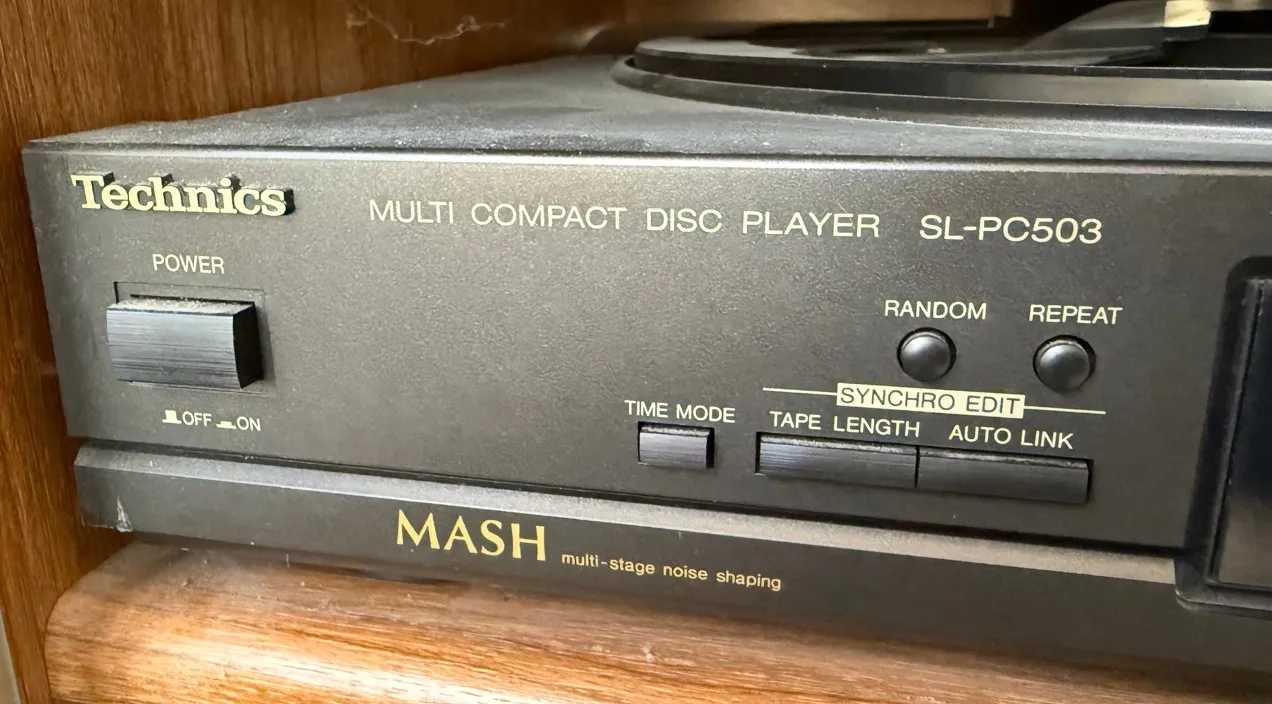 Technics
MULTI COMPACT DISC PLAYER SL-PC503
POWER
OFF ON
RANDOM REPEAT
SYNCHRO EDIT
TIME MODE TAPE LENGTH AUTO LINK
MASH multi-stage noise shaping